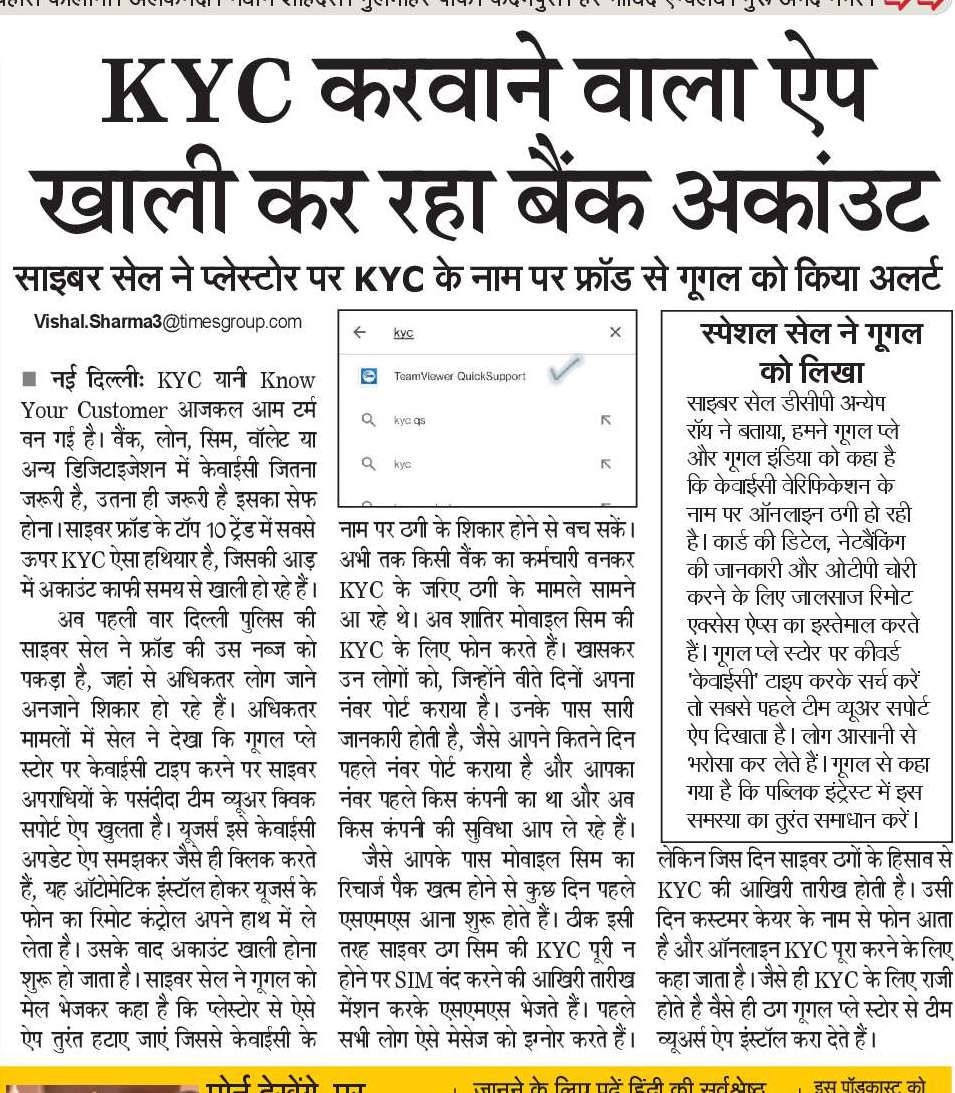 KYC करवाने वाला ऐप
खाली कर रहा बैंक अकांउट
साइबर सेल ने प्लेस्टोर पर KYC के नाम पर फ्रॉड से गूगल को किया अलर्ट
Vishal.Sharma3@timesgroup.com
■ नई दिल्लीः KYC यानी Know
Your Customer आजकल आम टर्म
बन गई है। बैंक, लोन, सिम, वॉलेट या
अन्य डिजिटाइजेशन में केवाईसी जितना
जरूरी है, उतना ही जरूरी है इसका सेफ
होना। साइबर फ्रॉड के टॉप 10 ट्रेंड में सबसे
ऊपर KYC ऐसा हथियार है, जिसकी आड़
में अकाउंट काफी समय से खाली हो रहे हैं।
अब पहली बार दिल्ली पुलिस की
साइबर सेल ने फ्रॉड की उस नब्ज को
पकड़ा है, जहां से अधिकतर लोग जाने
अनजाने शिकार हो रहे हैं। अधिकतर
मामलों में सेल ने देखा कि गूगल प्ले
स्टोर पर केवाईसी टाइप करने पर साइबर
अपराधियों के पसंदीदा टीम व्यूअर क्विक
सपोर्ट ऐप खुलता है। यूजर्स इसे केवाईसी
अपडेट ऐप समझकर जैसे ही क्लिक करते
हैं, यह ऑटोमेटिक इंस्टॉल होकर यूजर्स के
फोन का रिमोट कंट्रोल अपने हाथ में ले
लेता है। उसके बाद अकाउंट खाली होना
शुरू हो जाता है। साइबर सेल ने गूगल को
मेल भेजकर कहा है कि प्लेस्टोर से ऐसे
ऐप तुरंत हटाए जाएं जिससे केवाईसी के
kyc
TeamViewer QuickSupport
kyc qs
kyc
नाम पर ठगी के शिकार होने से बच सकें।
अभी तक किसी बैंक का कर्मचारी बनकर
KYC के जरिए ठगी के मामले सामने
आ रहे थे। अब शातिर मोबाइल सिम की
KYC के लिए फोन करते हैं। खासकर
उन लोगों को, जिन्होंने बीते दिनों अपना
नंबर पोर्ट कराया है। उनके पास सारी
जानकारी होती है, जैसे आपने कितने दिन
पहले नंबर पोर्ट कराया है और आपका
नंबर पहले किस कंपनी का था और अब
किस कंपनी की सुविधा आप ले रहे हैं।
जैसे आपके पास मोबाइल सिम का
रिचार्ज पैक खत्म होने से कुछ दिन पहले
एसएमएस आना शुरू होते हैं। ठीक इसी
तरह साइबर ठग सिम की KYC पूरी न
होने पर SIM बंद करने की आखिरी तारीख
मेंशन करके एसएमएस भेजते हैं। पहले
सभी लोग ऐसे मेसेज को इग्नोर करते हैं।
स्पेशल सेल ने गूगल
को लिखा
साइबर सेल डीसीपी अन्येष
रॉय ने बताया, हमने गूगल प्ले
और गूगल इंडिया को कहा है
कि केवाईसी वेरिफिकेशन के
नाम पर ऑनलाइन ठगी हो रही
है। कार्ड की डिटेल, नेटबैंकिंग
की जानकारी और ओटीपी चोरी
करने के लिए जालसाज रिमोट
एक्सेस ऐप्स का इस्तेमाल करते
हैं। गूगल प्ले स्टोर पर कीवर्ड
'केवाईसी' टाइप करके सर्च करें
तो सबसे पहले टीम व्यूअर सपोर्ट
ऐप दिखाता है। लोग आसानी से
भरोसा कर लेते हैं। गूगल से कहा
गया है कि पब्लिक इंट्रेस्ट में इस
समस्या का तुरंत समाधान करें।
लेकिन जिस दिन साइबर ठगों के हिसाब से
KYC की आखिरी तारीख होती है। उसी
दिन कस्टमर केयर के नाम से फोन आता
है और ऑनलाइन KYC पूरा करने के लिए
कहा जाता है। जैसे ही KYC के लिए राजी
होते है वैसे ही ठग गूगल प्ले स्टोर से टीम
व्यूअर्स ऐप इंस्टॉल करा देते हैं।
जानने के लिए पढ़ें हिंदी की सर्वश्रेष्ठ
इस पॉडकास्ट को